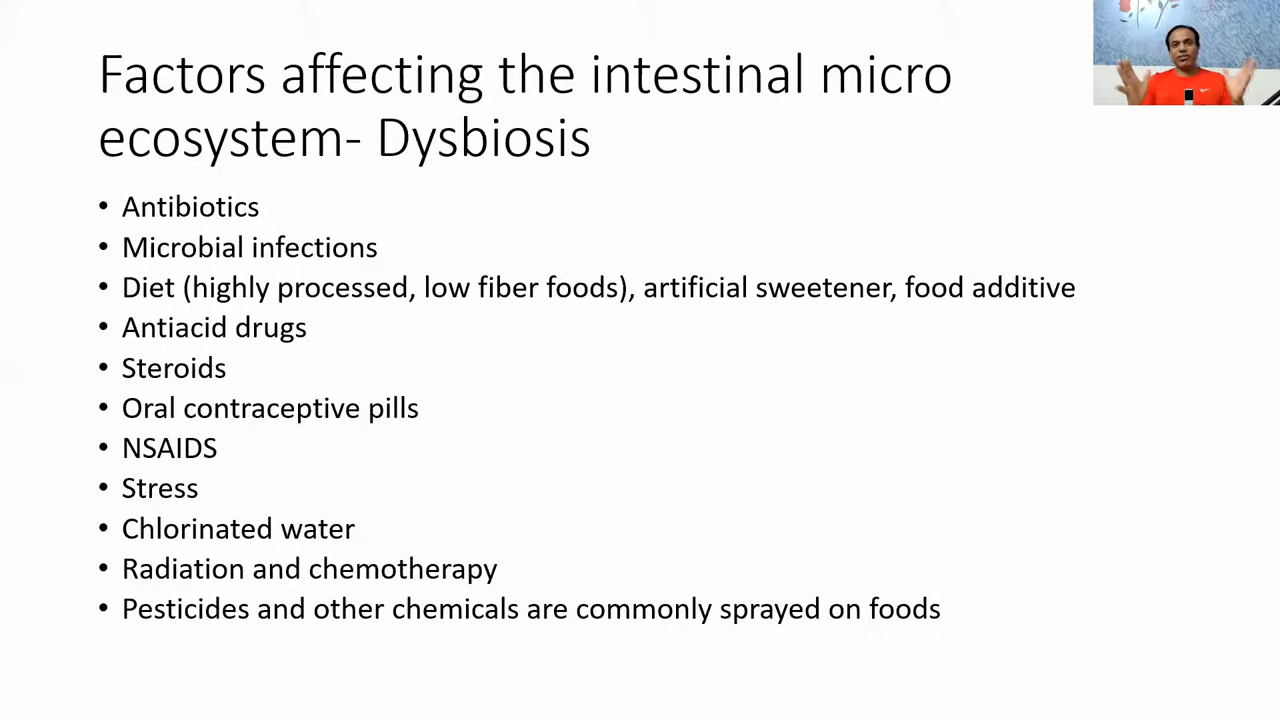 Factors affecting the intestinal micro
ecosystem- Dysbiosis
• Antibiotics
• Microbial infections
• Diet (highly processed, low fiber foods), artificial sweetener, food additive
• Antiacid drugs
• Steroids
• Oral contraceptive pills
• NSAIDS
• Stress
• Chlorinated water
• Radiation and chemotherapy
• Pesticides and other chemicals are commonly sprayed on foods